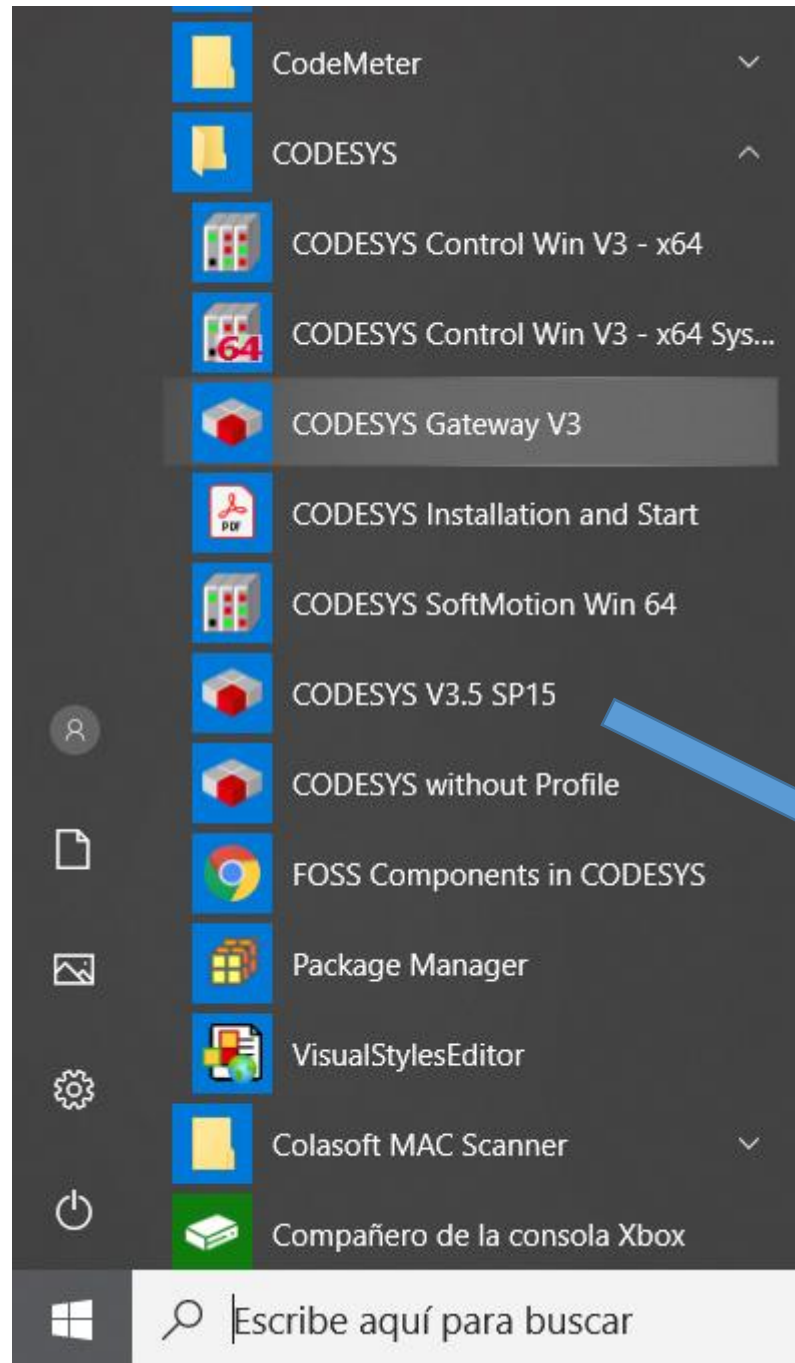 CodeMeter
CODESYS
CODESYS Control Win V3 - x64
64
CODESYS Control Win V3 - x64 Sys...
CODESYS Gateway V3
PDF
CODESYS Installation and Start
CODESYS SoftMotion Win 64
CODESYS V3.5 SP15
CODESYS without Profile
FOSS Components in CODESYS
Package Manager
VisualStylesEditor
Colasoft MAC Scanner
Compañero de la consola Xbox
Escribe aquí para buscar